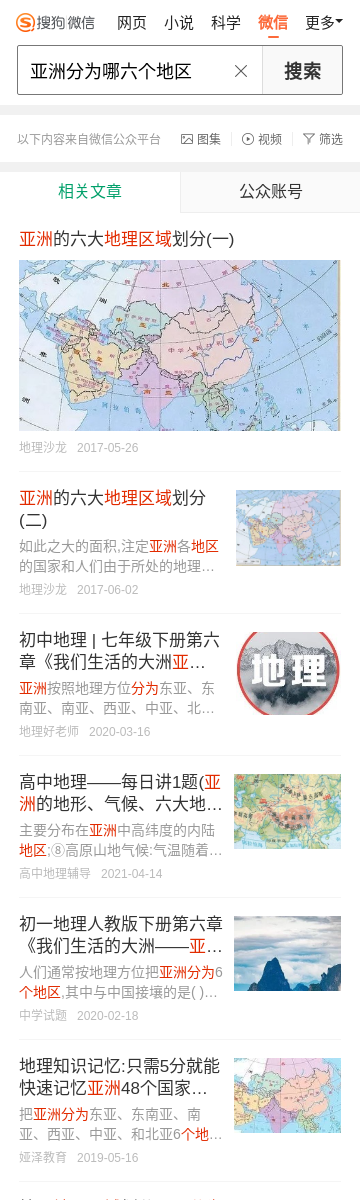 搜狗 微信 网页 小说 科学 微信 更多
亚洲分为哪六个地区 搜索
以下内容来自微信公众平台 图集 视频 筛选
相关文章 公众账号
亚洲的六大地理区域划分(一)
中华人民共和国
地理沙龙 2017-05-26
亚洲的六大地理区域划分
(二)
如此之大的面积,注定亚洲各地区
的国家和人们由于所处的地理…
地理沙龙 2017-06-02
初中地理 | 七年级下册第六
章《我们生活的大洲亚…
亚洲按照地理方位分为东亚、东
南亚、南亚、西亚、中亚、北…
地理好老师 2020-03-16
地理
高中地理——每日讲1题(亚
洲的地形、气候、六大地…
主要分布在亚洲中高纬度的内陆
地区;⑧高原山地气候:气温随着…
高中地理辅导 2021-04-14
初一地理人教版下册第六章
《我们生活的大洲——亚…
人们通常按地理方位把亚洲分为6
个地区,其中与中国接壤的是( )…
中学试题 2020-02-18
地理知识记忆:只需5分就能
快速记忆亚洲48个国家…
把亚洲分为东亚、东南亚、南
亚、西亚、中亚、和北亚6个地…
娅泽教育 2019-05-16